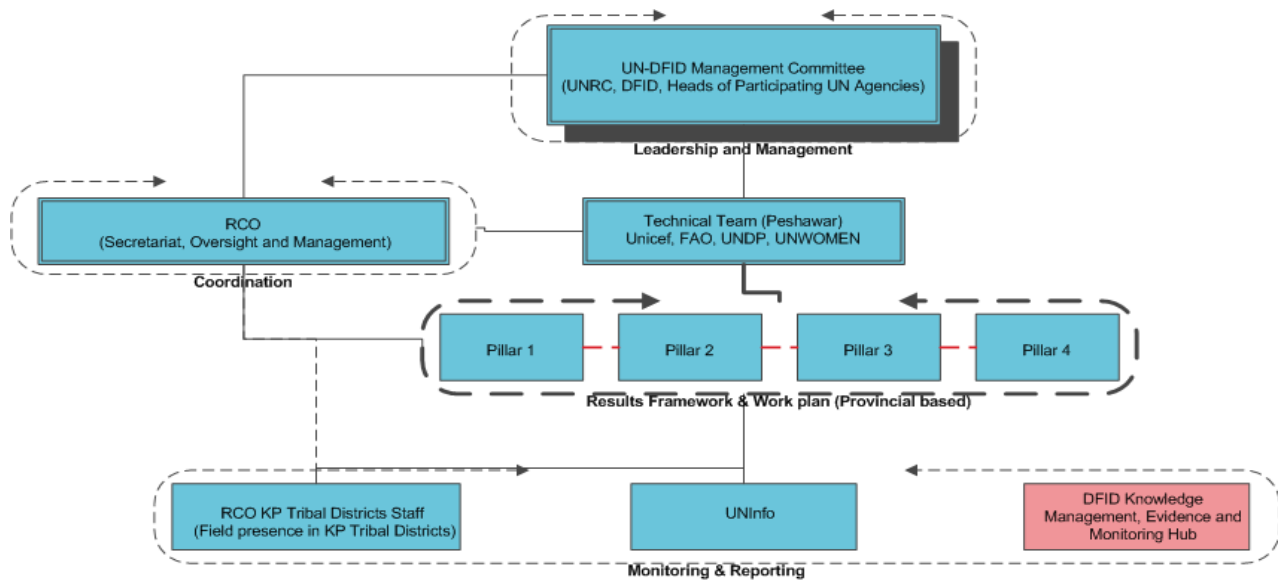 UN-DFID Management Committee
(UNRC, DFID, Heads of Participating UN Agencies)
Leadership and Management
RCO
(Secretariat, Oversight and Management)
Coordination
Technical Team (Peshawar)
Unicef, FAO, UNDP, UNWOMEN
Pillar 1
Pillar 2
Pillar 3
Pillar 4
Results Framework & Work plan (Provincial based)
RCO KP Tribal Districts Staff
(Field presence in KP Tribal Districts)
UNInfo
DFID Knowledge
Management, Evidence and
Monitoring Hub
Monitoring & Reporting